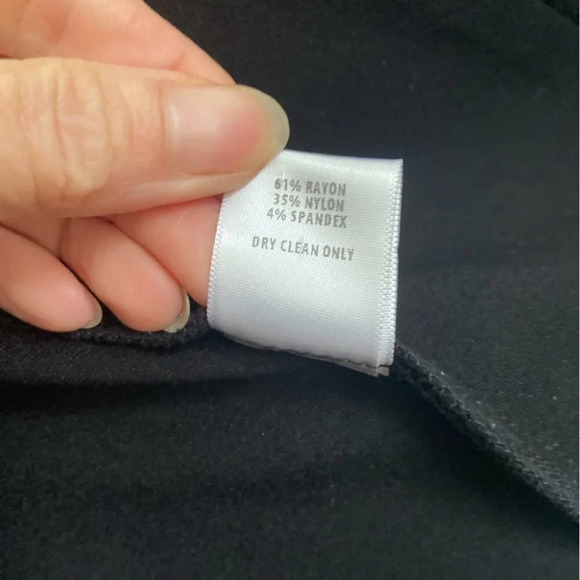 61% RAYON
35% NYLON
4% SPANDEX
DRY CLEAN ONLY